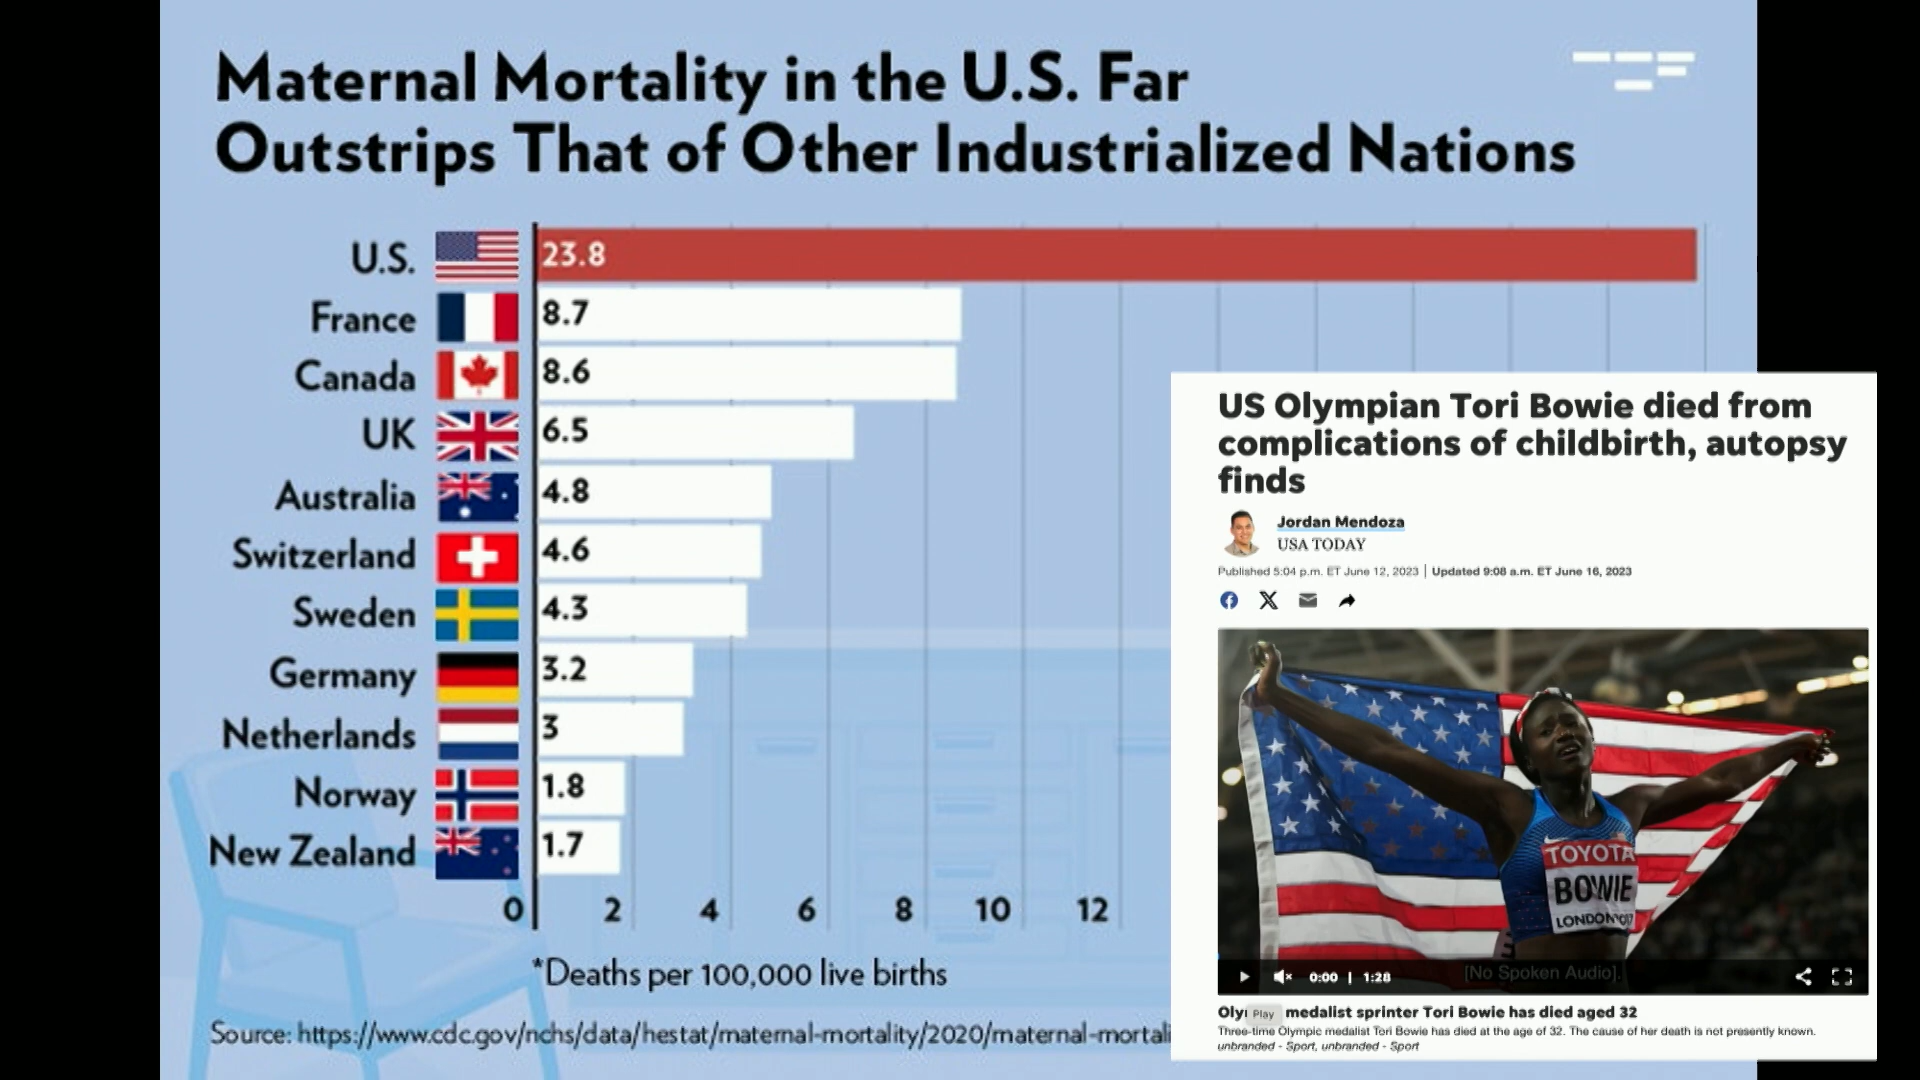 Maternal Mortality in the U.S. Far
Outstrips That of Other Industrialized Nations
U.S. 23.8
France 8.7
Canada 8.6
UK 6.5
Australia 4.8
Switzerland 4.6
Sweden 4.3
Germany 3.2
Netherlands 3
Norway 1.8
New Zealand 1.7
0 2 4 6 8 10 12
*Deaths per 100,000 live births
Source: https://www.cdc.gov/nchs/data/hestat/maternal-mortality/2020/maternal-mortali
US Olympian Tori Bowie died from
complications of childbirth, autopsy
finds
Jordan Mendoza
USA TODAY
Published 5:04 p.m. ET June 12, 2023 | Updated 9:08 a.m. ET June 16, 2023
TOYOTA
BOWIE
LONDON
0:00 | 1:28
[No Spoken Audio].
Oly Play medalist sprinter Tori Bowie has died aged 32
Three-time Olympic medalist Tori Bowie has died at the age of 32. The cause of her death is not presently known.
unbranded - Sport, unbranded - Sport